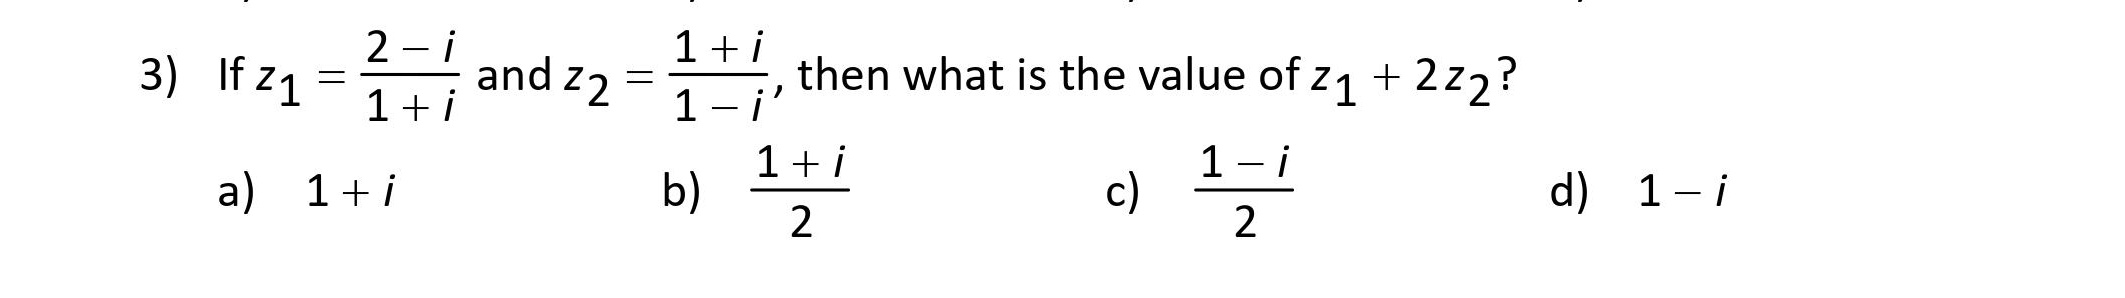 3) If z₁ = (2 − i)/(1 + i) and z₂ = (1 + i)/(1 − i), then what is the value of z₁ + 2z₂?
a) 1 + i b) (1 + i)/2 c) (1 − i)/2 d) 1 − i